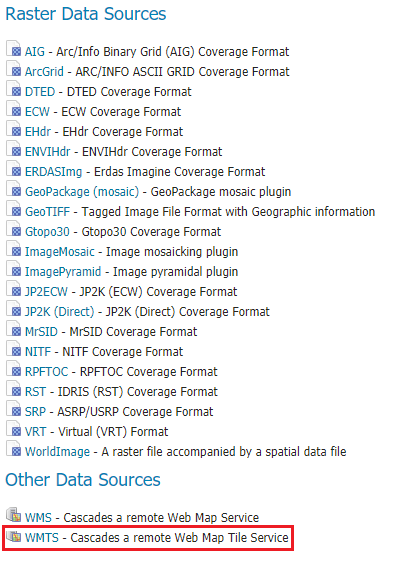 Raster Data Sources
AIG - Arc/Info Binary Grid (AIG) Coverage Format
ArcGrid - ARC/INFO ASCII GRID Coverage Format
DTED - DTED Coverage Format
ECW - ECW Coverage Format
EHdr - EHdr Coverage Format
ENVIHdr - ENVIHdr Coverage Format
ERDASImg - Erdas Imagine Coverage Format
GeoPackage (mosaic) - GeoPackage mosaic plugin
GeoTIFF - Tagged Image File Format with Geographic information
Gtopo30 - Gtopo30 Coverage Format
ImageMosaic - Image mosaicking plugin
ImagePyramid - Image pyramidal plugin
JP2ECW - JP2K (ECW) Coverage Format
JP2K (Direct) - JP2K (Direct) Coverage Format
MrSID - MrSID Coverage Format
NITF - NITF Coverage Format
RPFTOC - RPFTOC Coverage Format
RST - IDRIS (RST) Coverage Format
SRP - ASRP/USRP Coverage Format
VRT - Virtual (VRT) Format
WorldImage - A raster file accompanied by a spatial data file
Other Data Sources
WMS - Cascades a remote Web Map Service
WMTS - Cascades a remote Web Map Tile Service